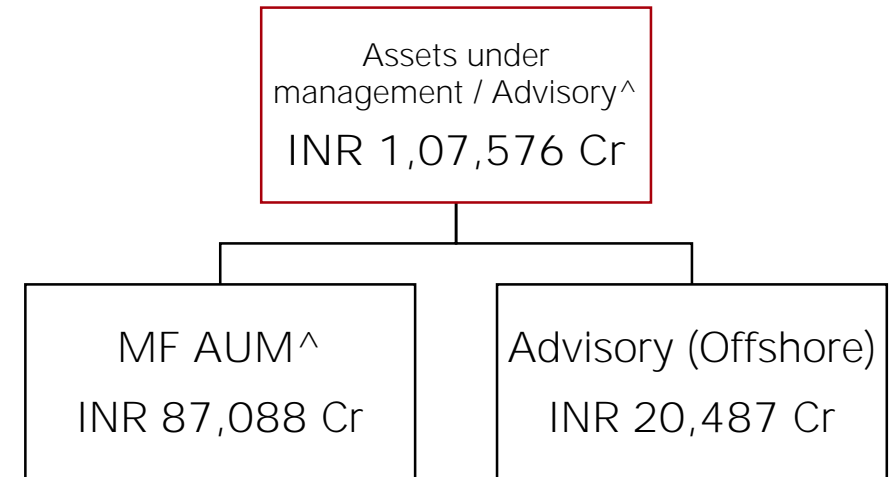 Assets under
management / Advisory^
INR 1,07,576 Cr
MF AUM^
INR 87,088 Cr
Advisory (Offshore)
INR 20,487 Cr